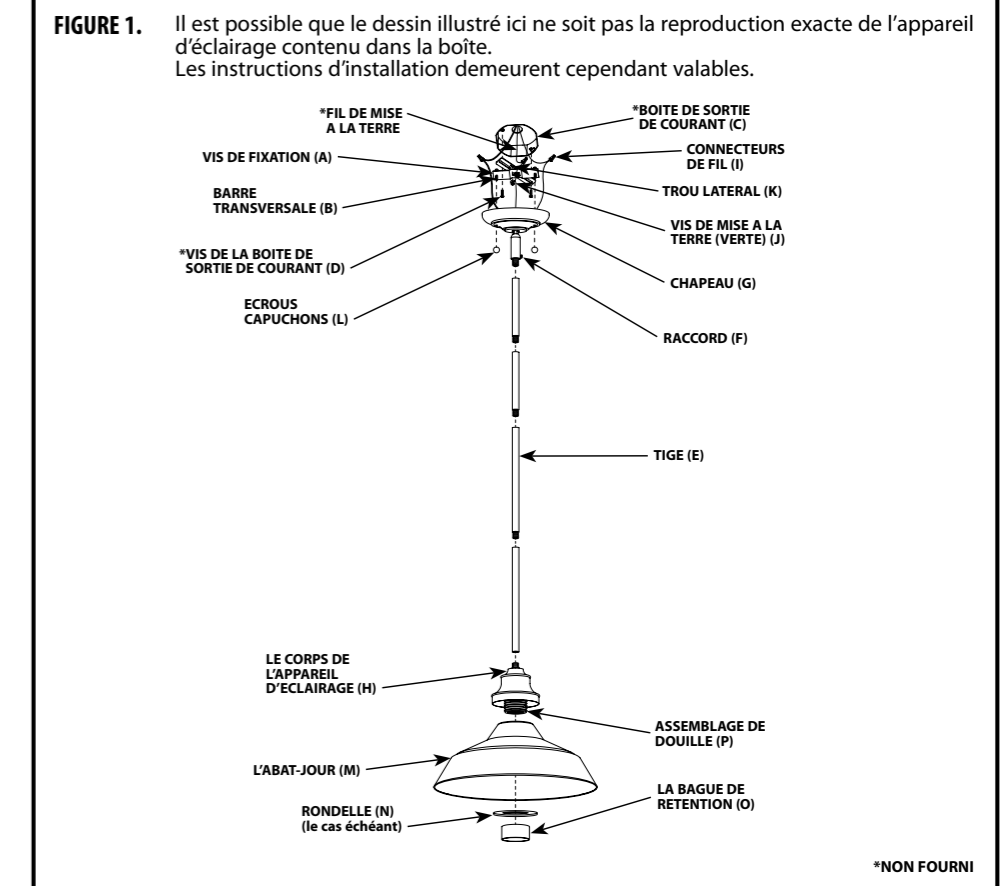 FIGURE 1.
Il est possible que le dessin illustré ici ne soit pas la reproduction exacte de l’appareil
d’éclairage contenu dans la boîte.
Les instructions d’installation demeurent cependant valables.
*FIL DE MISE
A LA TERRE
*BOITE DE SORTIE
DE COURANT (C)
VIS DE FIXATION (A)
CONNECTEURS
DE FIL (I)
BARRE
TRANSVERSALE (B)
TROU LATERAL (K)
VIS DE MISE A LA
TERRE (VERTE) (J)
*VIS DE LA BOITE DE
SORTIE DE COURANT (D)
CHAPEAU (G)
ECROUS
CAPUCHONS (L)
RACCORD (F)
TIGE (E)
LE CORPS DE
L’APPAREIL
D’ECLAIRAGE (H)
ASSEMBLAGE DE
DOUILLE (P)
L’ABAT-JOUR (M)
LA BAGUE DE
RETENTION (O)
RONDELLE (N)
(le cas échéant)
*NON FOURNI